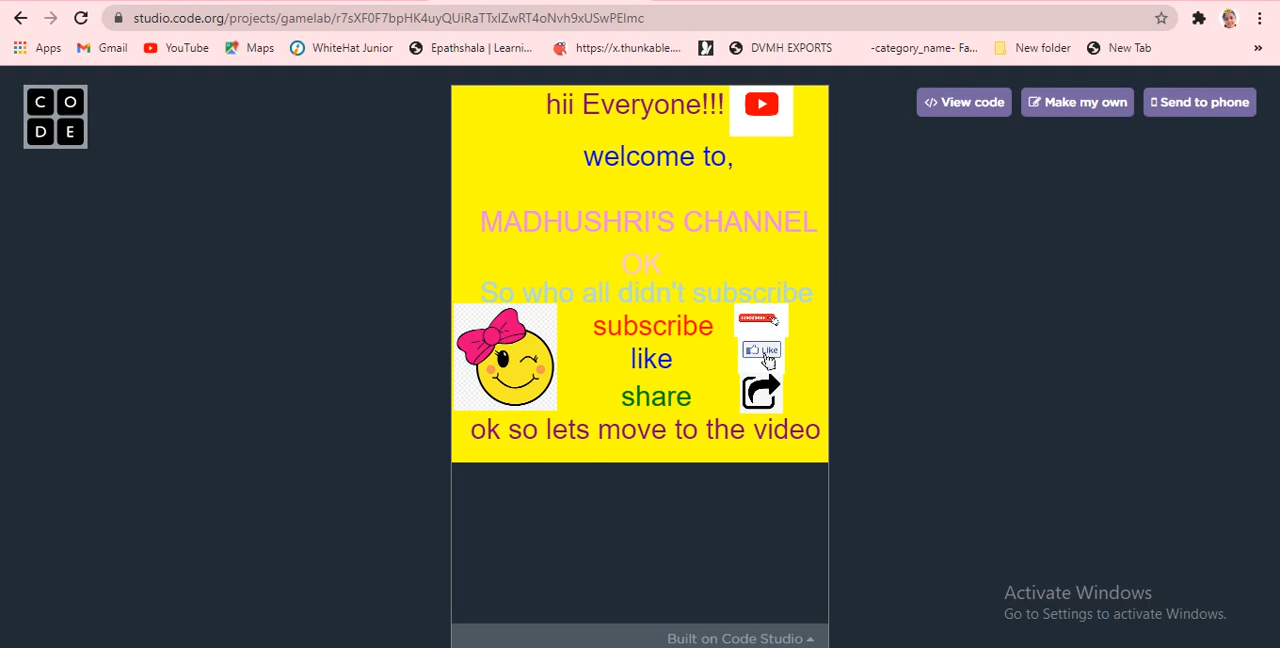 studio.code.org/projects/gamelab/r7sXF0F7bpHK4uyQUiRaTTxIZwRT4oNvh9xUSwPEImc
Apps Gmail YouTube Maps WhiteHat Junior Epathshala | Learni... https://x.thunkable.... DVMH EXPORTS -category_name- Fa... New folder New Tab »
CODE
View code Make my own Send to phone
hii Everyone!!!
welcome to,
MADHUSHRI'S CHANNEL
OK
So who all didn't subscribe
subscribe
like
Like
share
ok so lets move to the video
Activate Windows
Go to Settings to activate Windows.
Built on Code Studio